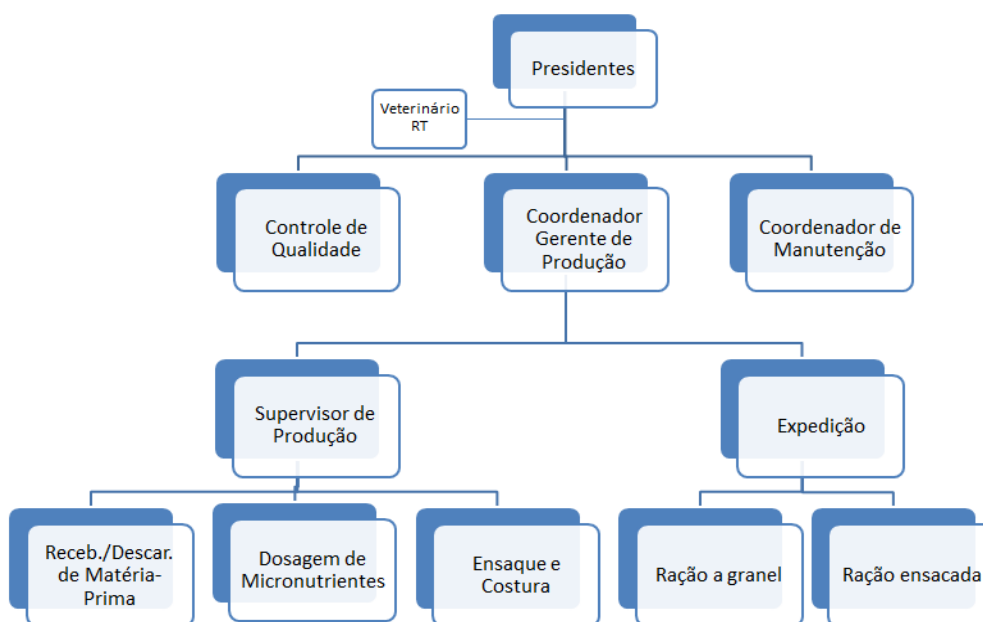 Presidentes
Veterinário
RT
Controle de
Qualidade
Coordenador
Gerente de
Produção
Coordenador de
Manutenção
Supervisor de
Produção
Expedição
Receb./Descar.
de Matéria-
Prima
Dosagem de
Micronutrientes
Ensaque e
Costura
Ração a granel
Ração ensacada